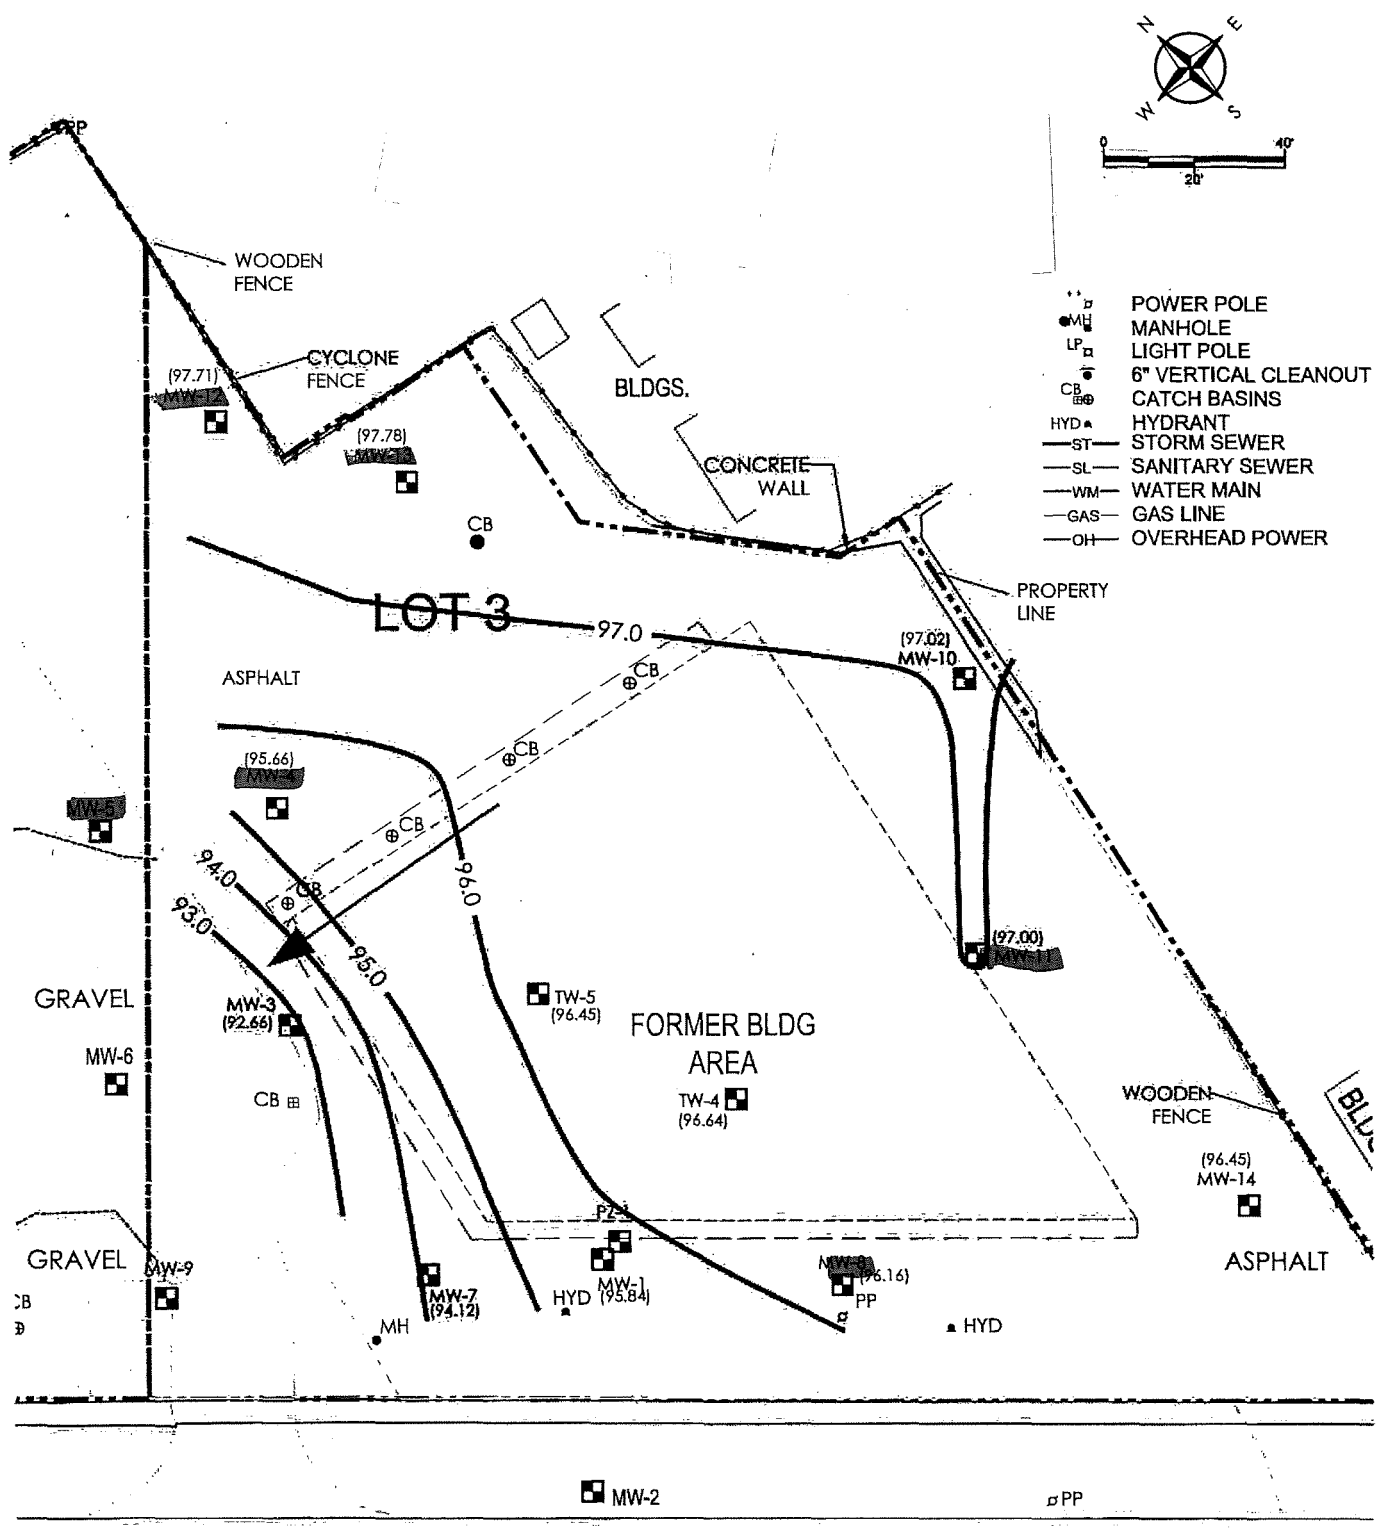 N
E
W
S
0
40'
20'
PP
WOODEN
FENCE
POWER POLE
MH
MANHOLE
LP
LIGHT POLE
6" VERTICAL CLEANOUT
CB
CATCH BASINS
HYD
HYDRANT
ST
STORM SEWER
SL
SANITARY SEWER
WM
WATER MAIN
GAS
GAS LINE
OH
OVERHEAD POWER
CYCLONE
FENCE
(97.71)
MW-12
BLDGS.
(97.78)
MW-13
CONCRETE
WALL
CB
PROPERTY
LINE
LOT 3
97.0
(97.02)
MW-10
CB
ASPHALT
CB
(95.66)
MW-4
MW-5
CB
94.0
96.0
CB
93.0
(97.00)
MW-11
95.0
GRAVEL
MW-3
(92.66)
TW-5
(96.45)
FORMER BLDG
AREA
MW-6
CB
TW-4
(96.64)
WOODEN
FENCE
BLDG
(96.45)
MW-14
GRAVEL
MW-9
MW-8
(96.16)
ASPHALT
MW-7
(94.12)
HYD
MW-1
(95.84)
PP
CB
MH
HYD
MW-2
PP